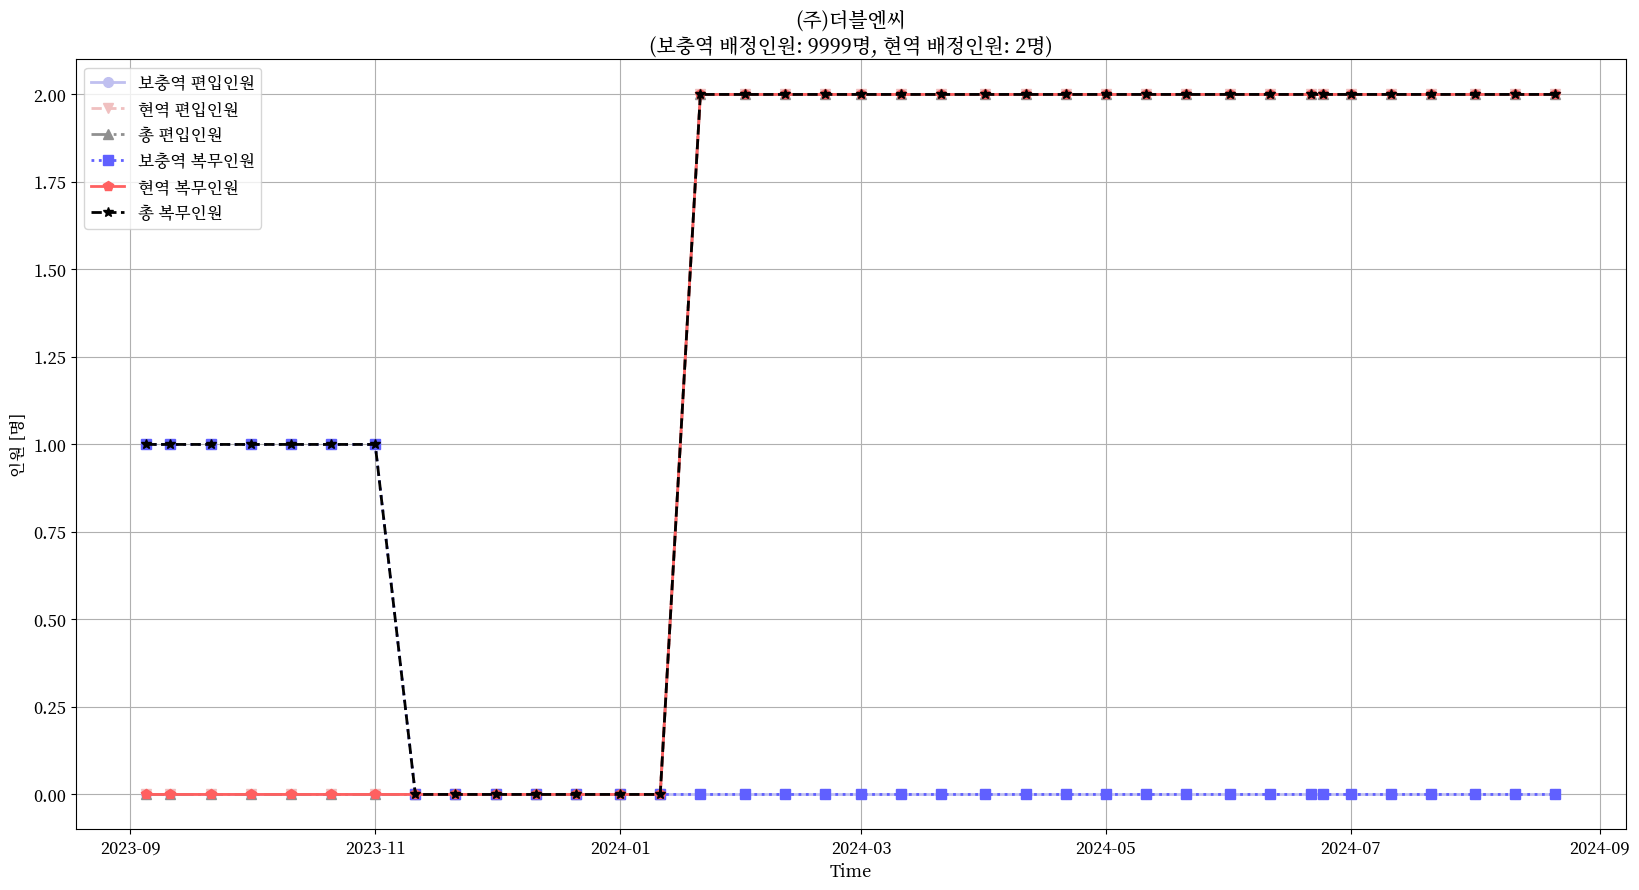 (주)더블엔씨
(보충역 배정인원: 9999명, 현역 배정인원: 2명)
보충역 편입인원
현역 편입인원
총 편입인원
보충역 복무인원
현역 복무인원
총 복무인원
2.00
1.75
1.50
1.25
1.00
0.75
0.50
0.25
0.00
인원 [명]
2023-09
2023-11
2024-01
2024-03
2024-05
2024-07
2024-09
Time